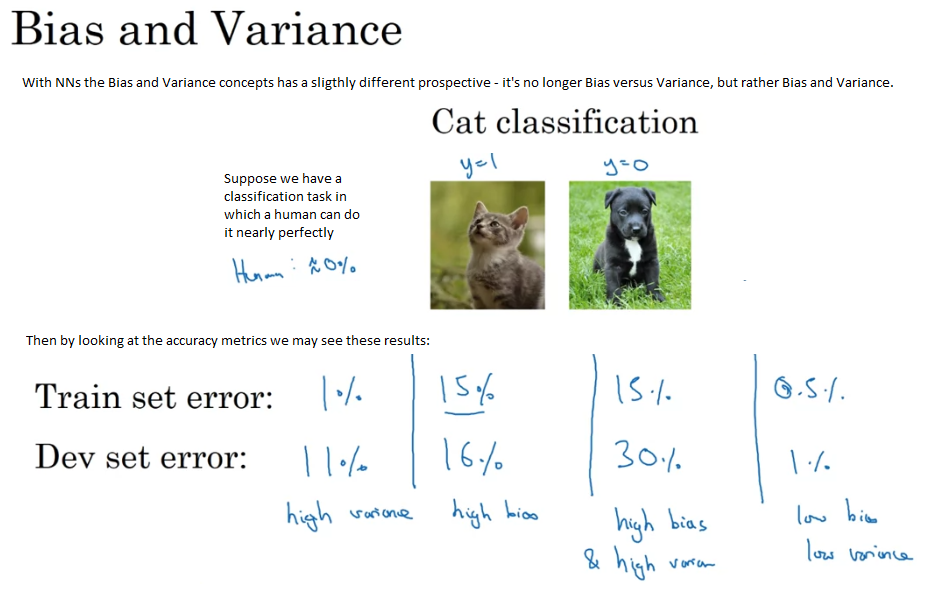 Bias and Variance
With NNs the Bias and Variance concepts has a sligthly different prospective - it's no longer Bias versus Variance, but rather Bias and Variance.
Cat classification
y=1 y=0
Suppose we have a
classification task in
which a human can do
it nearly perfectly
Human : ≈0%
Then by looking at the accuracy metrics we may see these results:
Train set error: 1% 15% 15% 0.5%
Dev set error: 11% 16% 30% 1%
high variance high bias high bias low bias
& high varian low variance